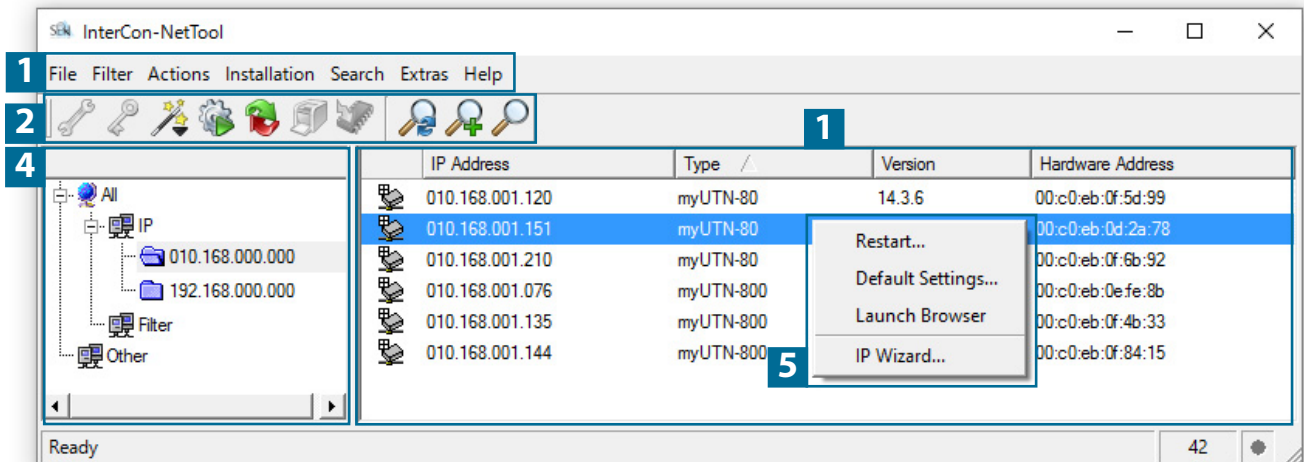 SEH InterCon-NetTool
1 File Filter Actions Installation Search Extras Help
2
1
4
IP Address Type Version Hardware Address
All
IP
010.168.000.000
192.168.000.000
Filter
Other
010.168.001.120 myUTN-80 14.3.6 00:c0:eb:0f:5d:99
010.168.001.151 myUTN-80 00:c0:eb:0d:2a:78
010.168.001.210 myUTN-80 00:c0:eb:0f:6b:92
010.168.001.076 myUTN-800 00:c0:eb:0e:fe:8b
010.168.001.135 myUTN-800 00:c0:eb:0f:4b:33
010.168.001.144 myUTN-800 00:c0:eb:0f:84:15
Restart...
Default Settings...
Launch Browser
5 IP Wizard...
Ready 42